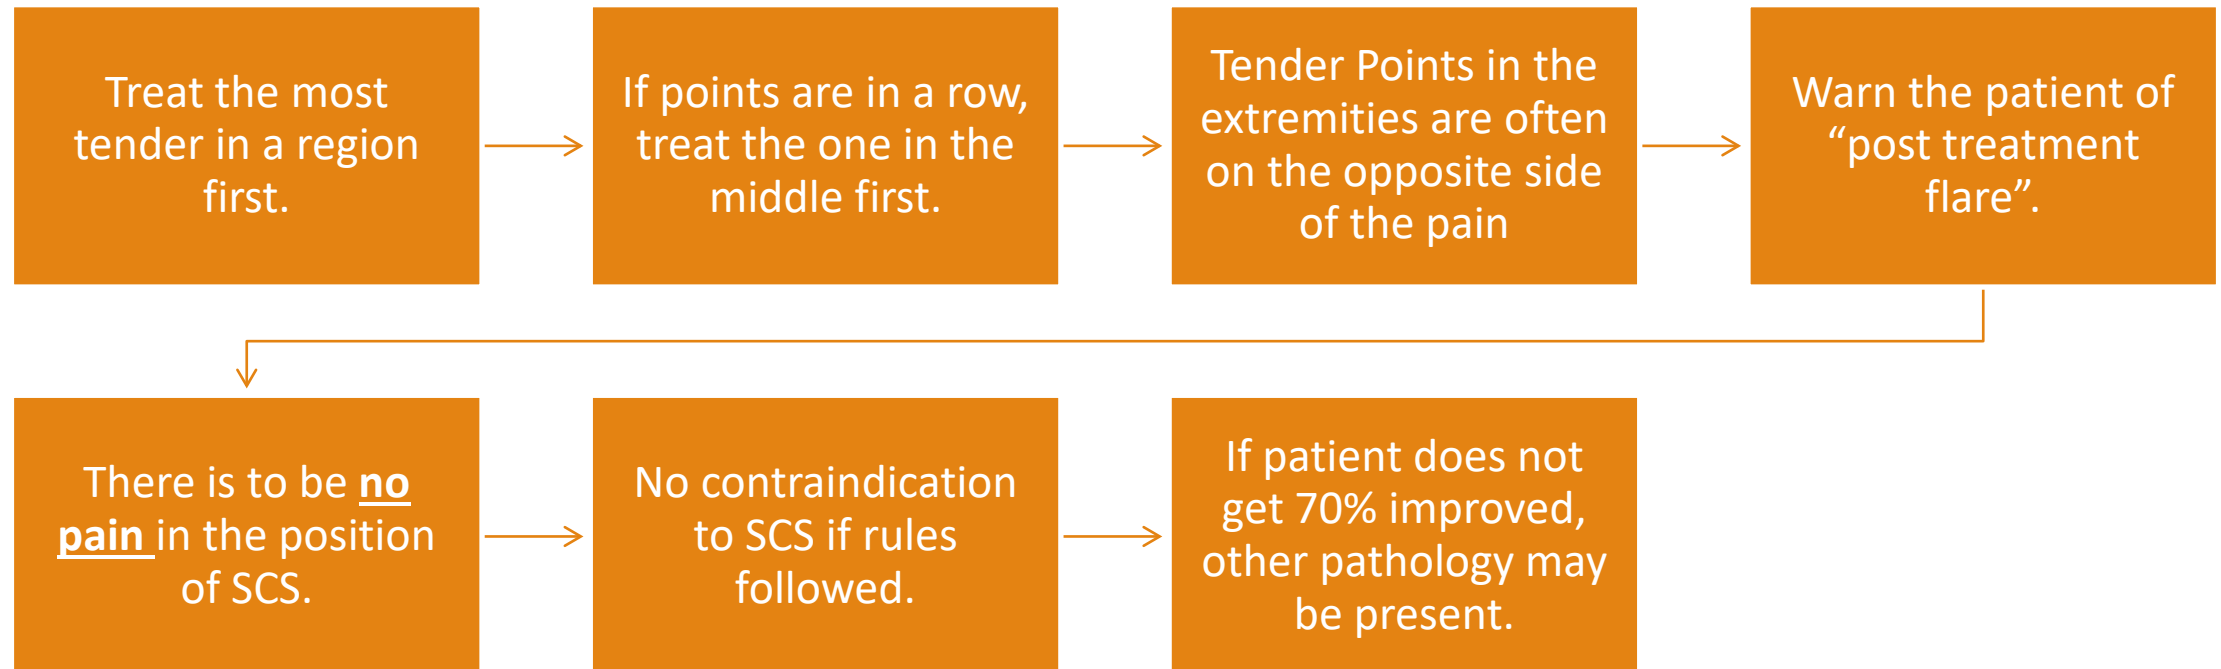 Treat the most
tender in a region
first.
If points are in a row,
treat the one in the
middle first.
Tender Points in the
extremities are often
on the opposite side
of the pain
Warn the patient of
“post treatment
flare”.
There is to be no
pain in the position
of SCS.
No contraindication
to SCS if rules
followed.
If patient does not
get 70% improved,
other pathology may
be present.